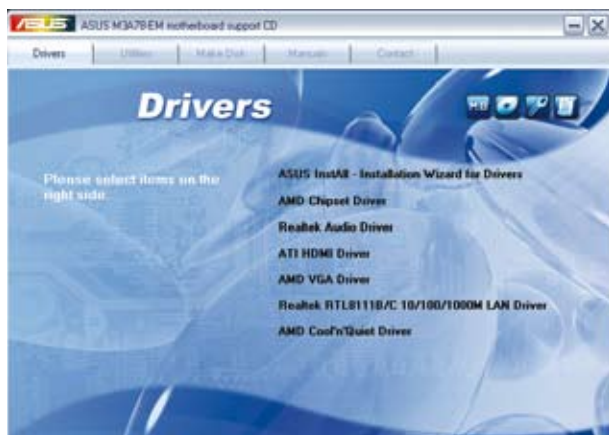 ASUS ASUS M3A78-EM motherboard support CD
Drivers Utilities Make Disk Manuals Contact
Drivers
Please select items on the right side.
ASUS InstAll - Installation Wizard for Drivers
AMD Chipset Driver
Realtek Audio Driver
ATI HDMI Driver
AMD VGA Driver
Realtek RTL8111B/C 10/100/1000M LAN Driver
AMD Cool'n'Quiet Driver